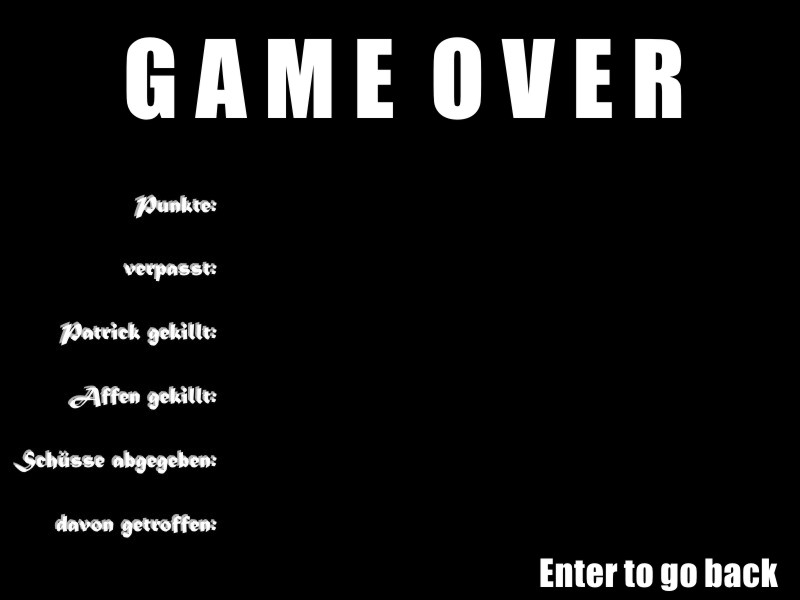 GAME OVER
Punkte:
verpasst:
Patrick gekillt:
Affen gekillt:
Schüsse abgegeben:
davon getroffen:
Enter to go back